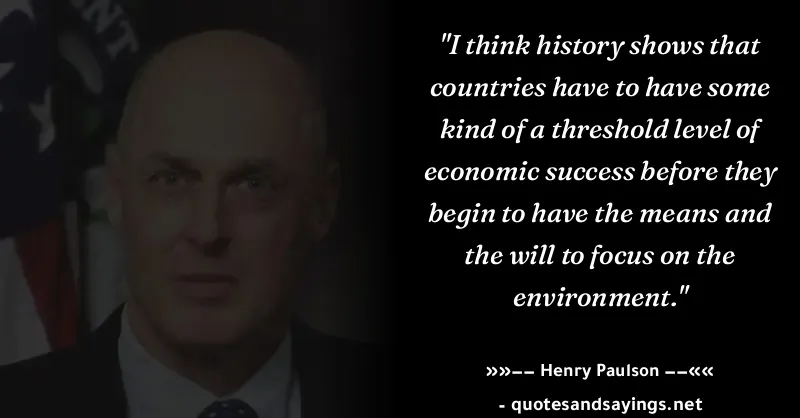 NT
"I think history shows that
countries have to have some
kind of a threshold level of
economic success before they
begin to have the means and
the will to focus on the
environment."
»»–– Henry Paulson ––««
- quotesandsayings.net